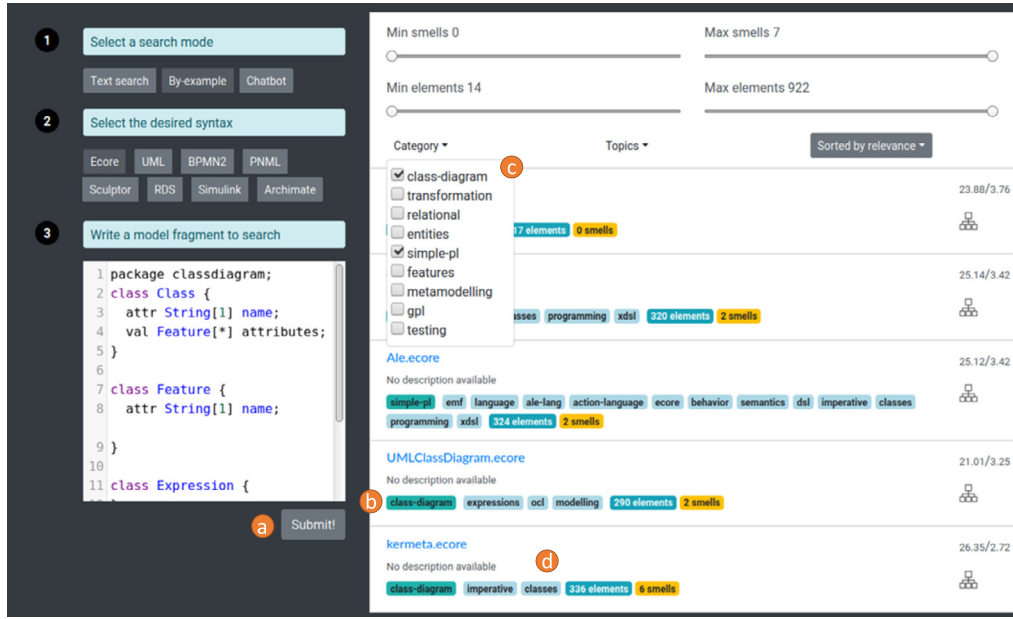 1
Select a search mode
Text search By-example Chatbot
2
Select the desired syntax
Ecore UML BPMN2 PNML
Sculptor RDS Simulink Archimate
3
Write a model fragment to search
1 package classdiagram;
2 class Class {
3 attr String[1] name;
4 val Feature[*] attributes;
5 }
6
7 class Feature {
8 attr String[1] name;
9 }
10
11 class Expression {
a
Submit!
Min smells 0 Max smells 7
Min elements 14 Max elements 922
Category Topics Sorted by relevance
c
class-diagram
transformation
relational
entities
simple-pl
features
metamodelling
gpl
testing
23.88/3.76
17 elements 0 smells
25.14/3.42
programming xdsl 320 elements 2 smells
Ale.ecore 25.12/3.42
No description available
simple-pl emf language ale-lang action-language ecore behavior semantics dsl imperative classes
programming xdsl 324 elements 2 smells
UMLClassDiagram.ecore 21.01/3.25
No description available
b
class-diagram expressions ocl modelling 290 elements 2 smells
kermeta.ecore 26.35/2.72
No description available
d
class-diagram imperative classes 336 elements 6 smells